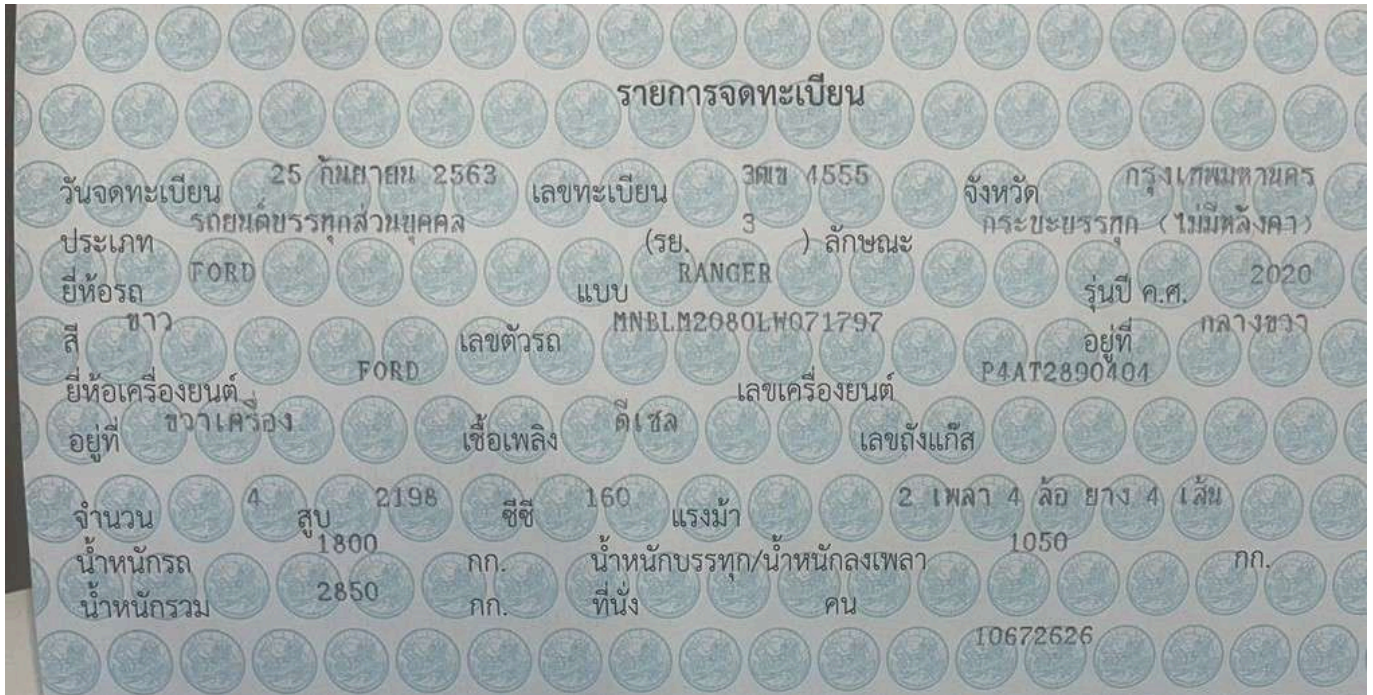 รายการจดทะเบียน
วันจดทะเบียน 25 กันยายน 2563 เลขทะเบียน 3ฒข 4555 จังหวัด กรุงเทพมหานคร
ประเภท รถยนต์บรรทุกส่วนบุคคล (รย. 3 ) ลักษณะ กระบะบรรทุก (ไม่มีหลังคา)
ยี่ห้อรถ FORD แบบ RANGER รุ่นปี ค.ศ. 2020
สี ขาว เลขตัวรถ MNBLM2080LW071797 อยู่ที่ กลางขวา
ยี่ห้อเครื่องยนต์ FORD เลขเครื่องยนต์ P4AT2890404
อยู่ที่ ขวาเครื่อง เชื้อเพลิง ดีเซล เลขถังแก๊ส
จำนวน 4 สูบ 2198 ซีซี 160 แรงม้า 2 เพลา 4 ล้อ ยาง 4 เส้น
น้ำหนักรถ 1800 กก. น้ำหนักบรรทุก/น้ำหนักลงเพลา 1050 กก.
น้ำหนักรวม 2850 กก. ที่นั่ง คน
10672626